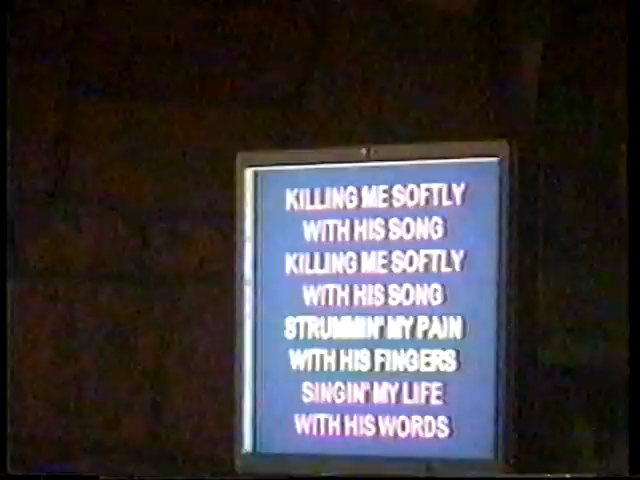 KILLING ME SOFTLY
WITH HIS SONG
KILLING ME SOFTLY
WITH HIS SONG
STRUMMIN' MY PAIN
WITH HIS FINGERS
SINGIN' MY LIFE
WITH HIS WORDS